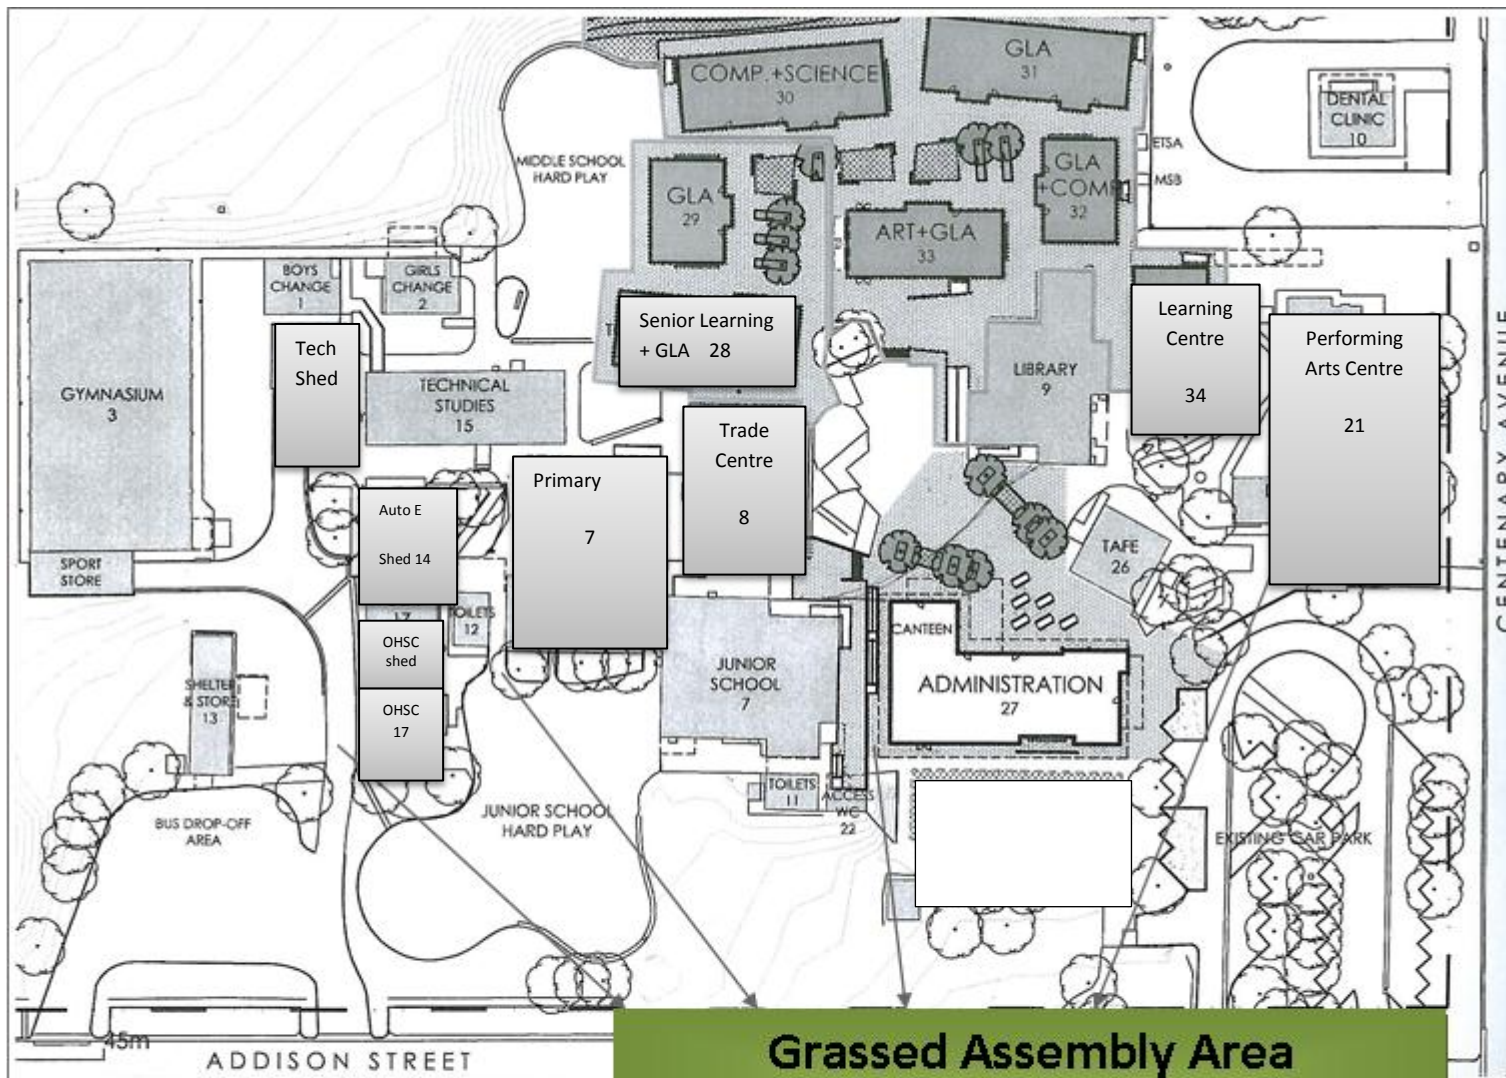 COMP.+SCIENCE
30
GLA
31
DENTAL
CLINIC
10
ETSA
MSB
MIDDLE SCHOOL
HARD PLAY
GLA
29
GLA
+COMP
32
ART+GLA
33
BOYS
CHANGE
1
GIRLS
CHANGE
2
Senior Learning
+ GLA 28
Learning
Centre
34
Performing
Arts Centre
21
Tech
Shed
GYMNASIUM
3
TECHNICAL
STUDIES
15
LIBRARY
9
Trade
Centre
8
Primary
7
Auto E
Shed 14
TAFE
26
SPORT
STORE
17
TOILETS
12
OHSC
shed
OHSC
17
CANTEEN
JUNIOR
SCHOOL
7
ADMINISTRATION
27
SHELTER
& STORE
13
TOILETS
11
ACCESS
WC
22
BUS DROP-OFF
AREA
JUNIOR SCHOOL
HARD PLAY
EXISTING CAR PARK
CENTENARY AVENUE
45m
ADDISON STREET
Grassed Assembly Area